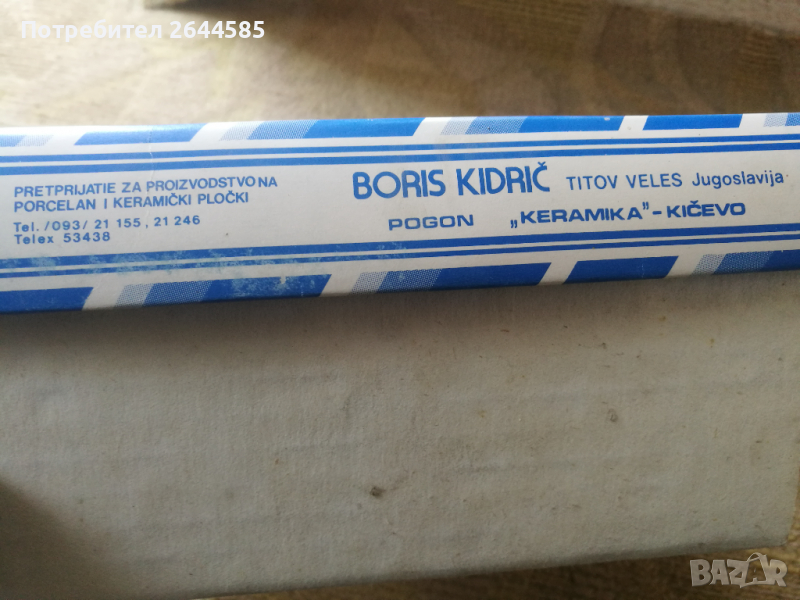 Потребител 2644585
PRETPRIJATIE ZA PROIZVODSTVO NA
PORCELAN I KERAMIČKI PLOČKI
Tel./093/ 21 155, 21 246
Telex 53438
BORIS KIDRIČ TITOV VELES Jugoslavija
POGON „KERAMIKA”-KIČEVO
BAZAR